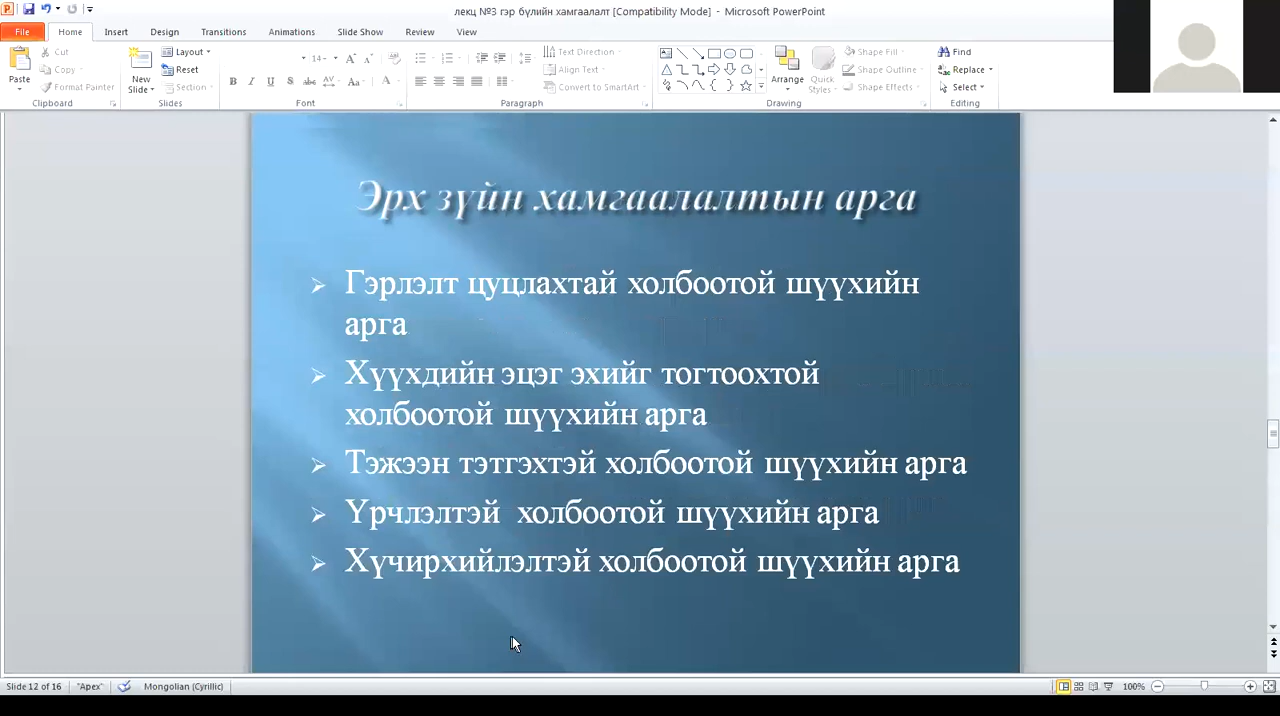 лекц №3 гэр бүлийн хамгаалалт [Compatibility Mode] - Microsoft PowerPoint
File Home Insert Design Transitions Animations Slide Show Review View
Cut Layout Text Direction Shape Fill Find
Copy Reset Align Text Shape Outline Replace
Paste Format Painter New Slide Section Convert to SmartArt Arrange Quick Styles Shape Effects Select
14
Clipboard Slides Font Paragraph Drawing Editing
Эрх зүйн хамгаалалтын арга
Гэрлэлт цуцлахтай холбоотой шүүхийн
арга
Хүүхдийн эцэг эхийг тогтоохтой
холбоотой шүүхийн арга
Тэжээн тэтгэхтэй холбоотой шүүхийн арга
Үрчлэлтэй холбоотой шүүхийн арга
Хүчирхийлэлтэй холбоотой шүүхийн арга
Slide 12 of 16 "Apex" Mongolian (Cyrillic) 100%